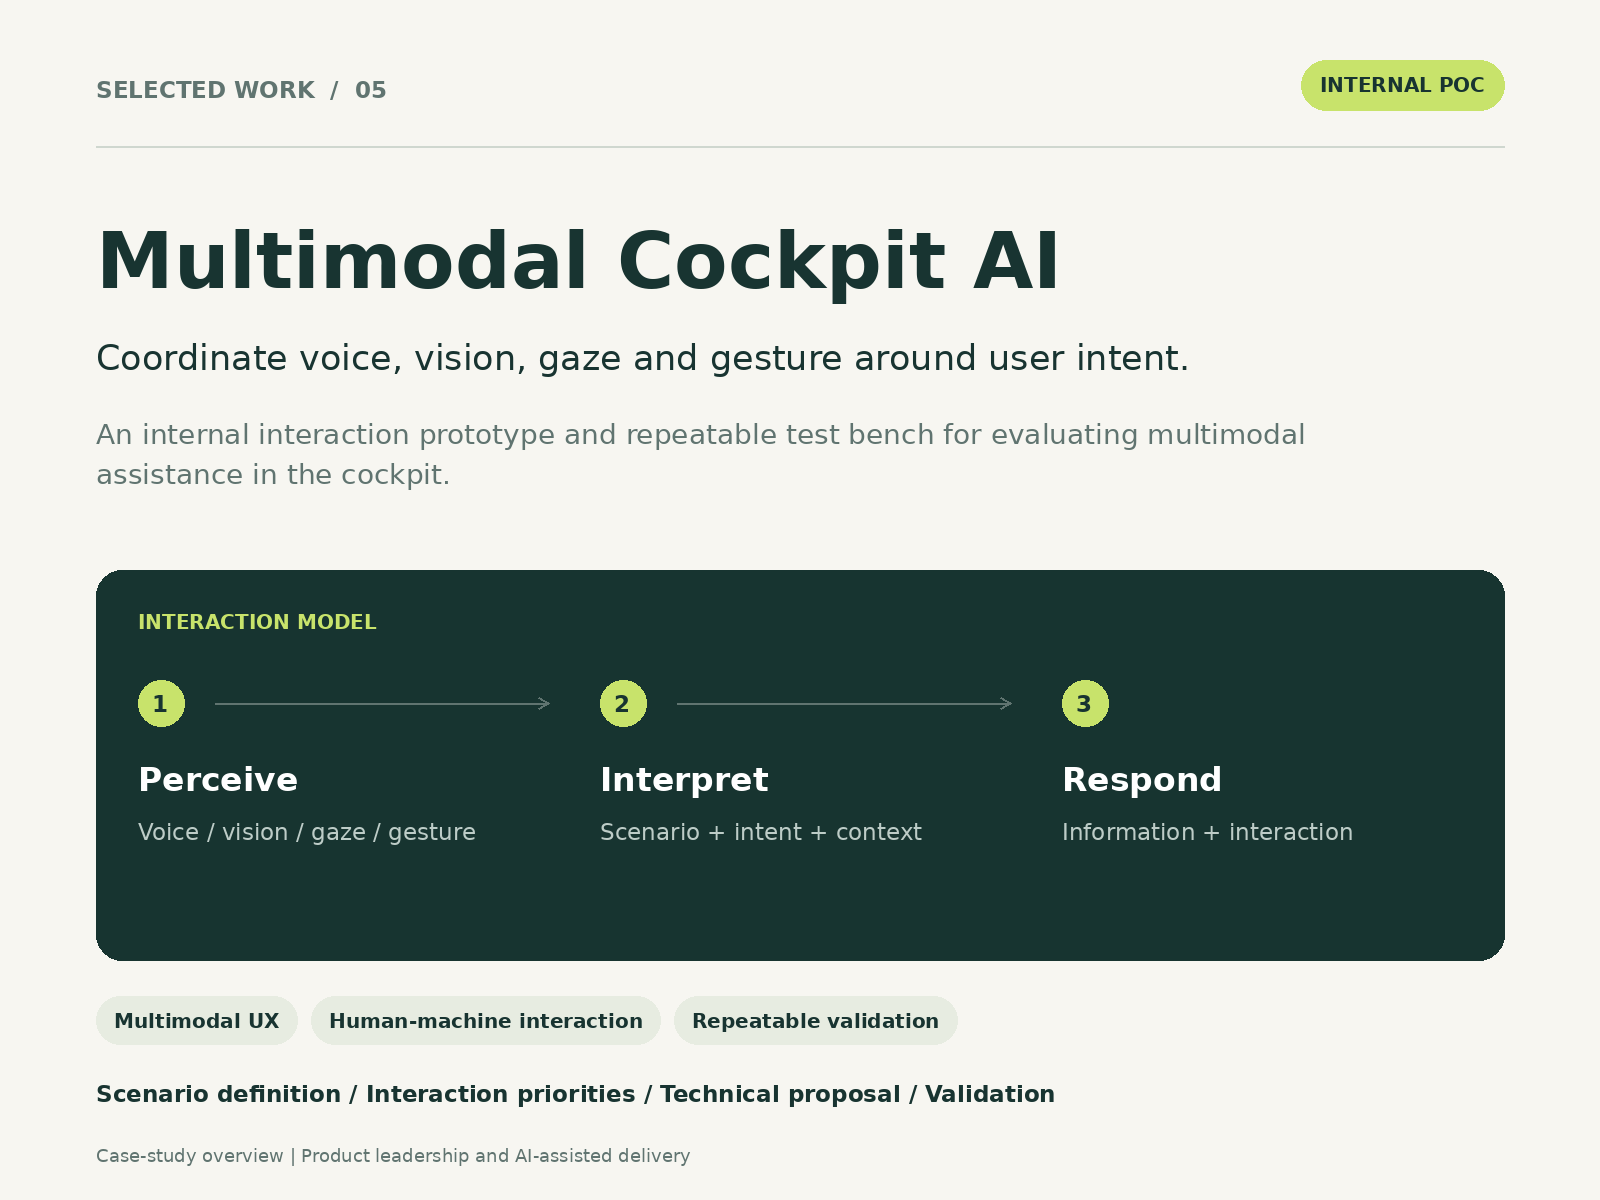 SELECTED WORK / 05
INTERNAL POC
Multimodal Cockpit AI
Coordinate voice, vision, gaze and gesture around user intent.
An internal interaction prototype and repeatable test bench for evaluating multimodal
assistance in the cockpit.
INTERACTION MODEL
1
2
3
Perceive
Interpret
Respond
Voice / vision / gaze / gesture
Scenario + intent + context
Information + interaction
Multimodal UX
Human-machine interaction
Repeatable validation
Scenario definition / Interaction priorities / Technical proposal / Validation
Case-study overview | Product leadership and AI-assisted delivery